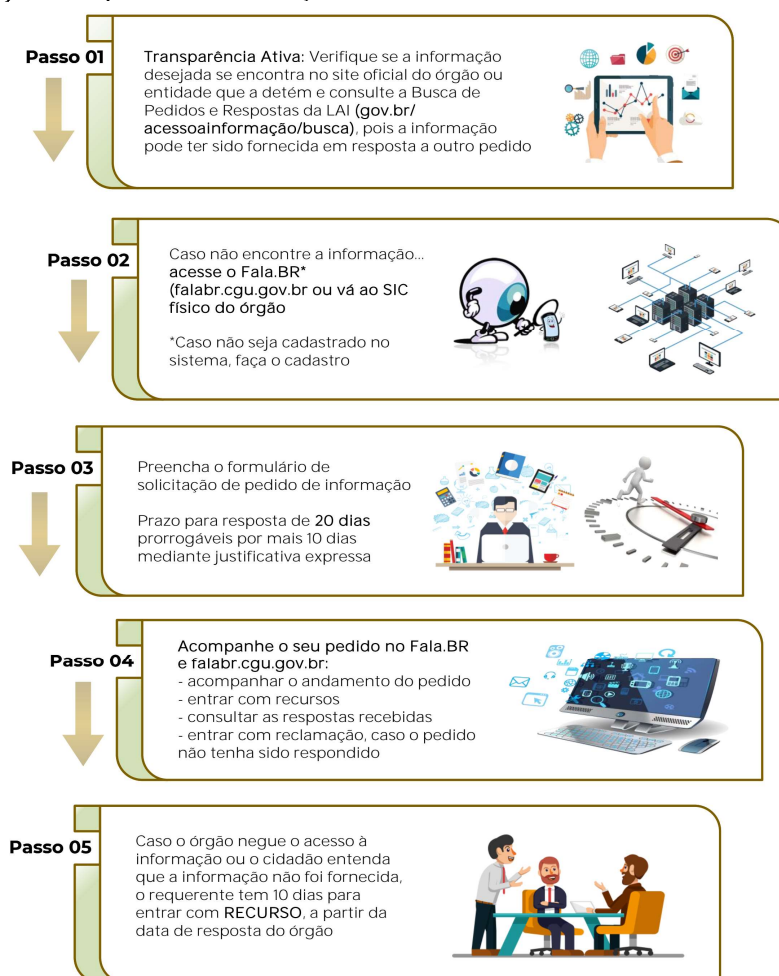 Passo 01
Transparência Ativa: Verifique se a informação
desejada se encontra no site oficial do órgão ou
entidade que a detém e consulte a Busca de
Pedidos e Respostas da LAI (gov.br/
acessoainformação/busca), pois a informação
pode ter sido fornecida em resposta a outro pedido
Passo 02
Caso não encontre a informação...
acesse o Fala.BR*
(falabr.cgu.gov.br ou vá ao SIC
físico do órgão
*Caso não seja cadastrado no
sistema, faça o cadastro
Passo 03
Preencha o formulário de
solicitação de pedido de informação
Prazo para resposta de 20 dias
prorrogáveis por mais 10 dias
mediante justificativa expressa
Passo 04
Acompanhe o seu pedido no Fala.BR
e falabr.cgu.gov.br:
- acompanhar o andamento do pedido
- entrar com recursos
- consultar as respostas recebidas
- entrar com reclamação, caso o pedido
não tenha sido respondido
Passo 05
Caso o órgão negue o acesso à
informação ou o cidadão entenda
que a informação não foi fornecida,
o requerente tem 10 dias para
entrar com RECURSO, a partir da
data de resposta do órgão